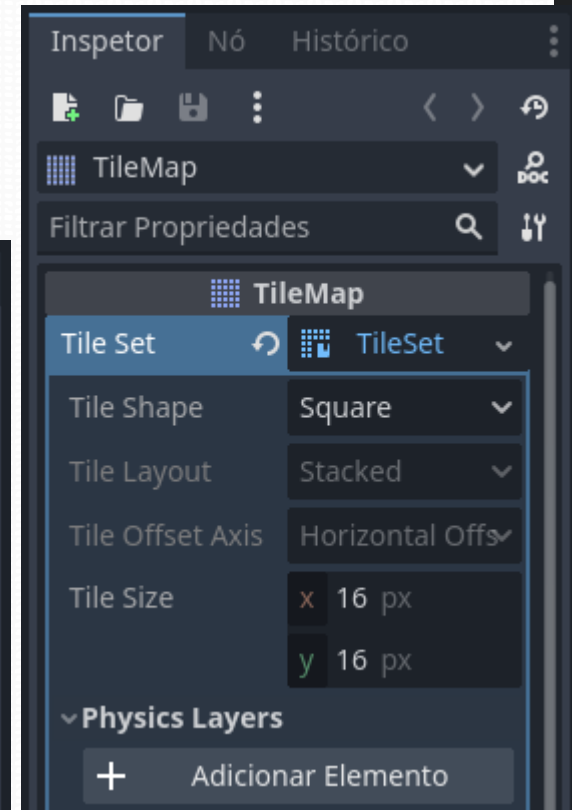 Inspetor Nó Histórico
TileMap
DOC
Filtrar Propriedades
TileMap
Tile Set TileSet
Tile Shape Square
Tile Layout Stacked
Tile Offset Axis Horizontal Offs
Tile Size x 16 px
y 16 px
Physics Layers
+ Adicionar Elemento